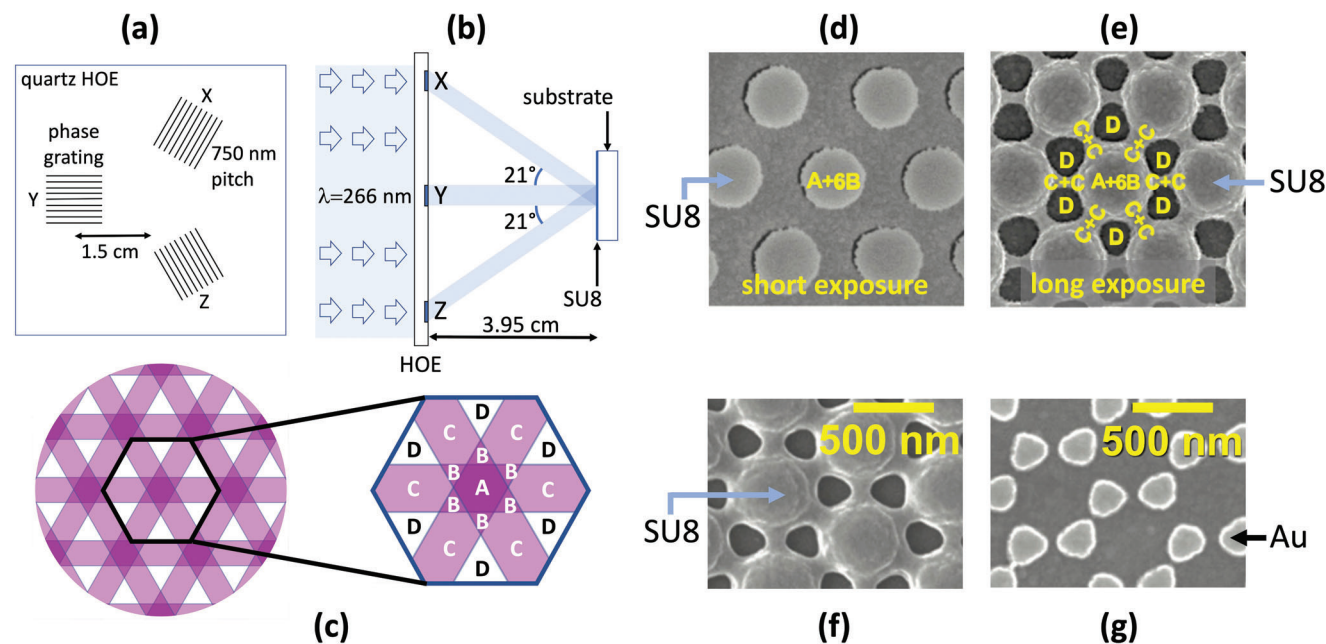 (a)
quartz HOE
X
phase
grating
750 nm
pitch
Y
1.5 cm
Z
(b)
X
substrate
λ=266 nm
21°
Y
21°
Z
SU8
3.95 cm
HOE
(c)
D
C
C
D
D
B
B
B
C
A
C
B
B
B
D
D
C
C
D
(d)
A+6B
SU8
short exposure
(e)
D
C+C
C+C
D
D
C+C
A+6B
C+C
D
D
C+C
C+C
D
SU8
long exposure
500 nm
SU8
(f)
500 nm
Au
(g)